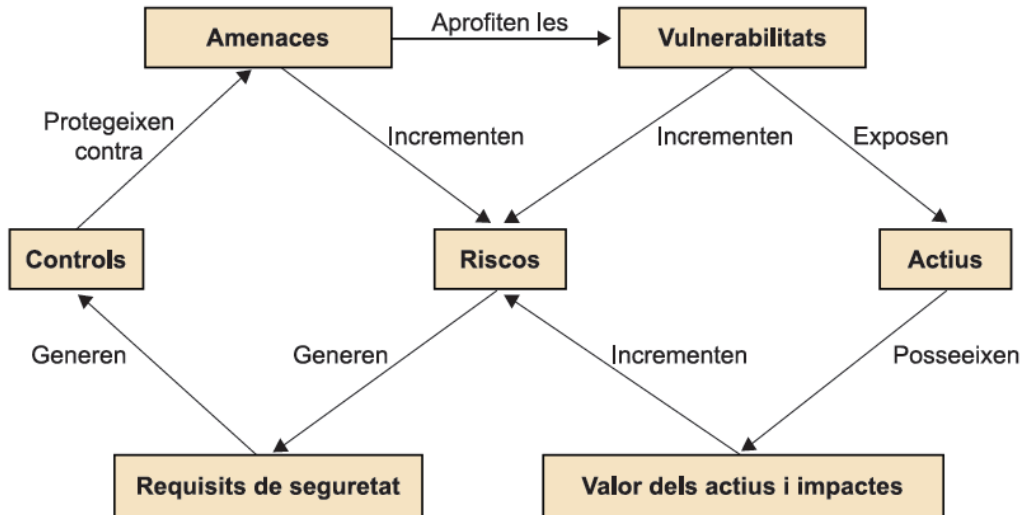 Amenaces
Aprofiten les
Vulnerabilitats
Protegeixen
contra
Incrementen
Incrementen
Exposen
Controls
Riscos
Actius
Generen
Generen
Incrementen
Posseeixen
Requisits de seguretat
Valor dels actius i impactes